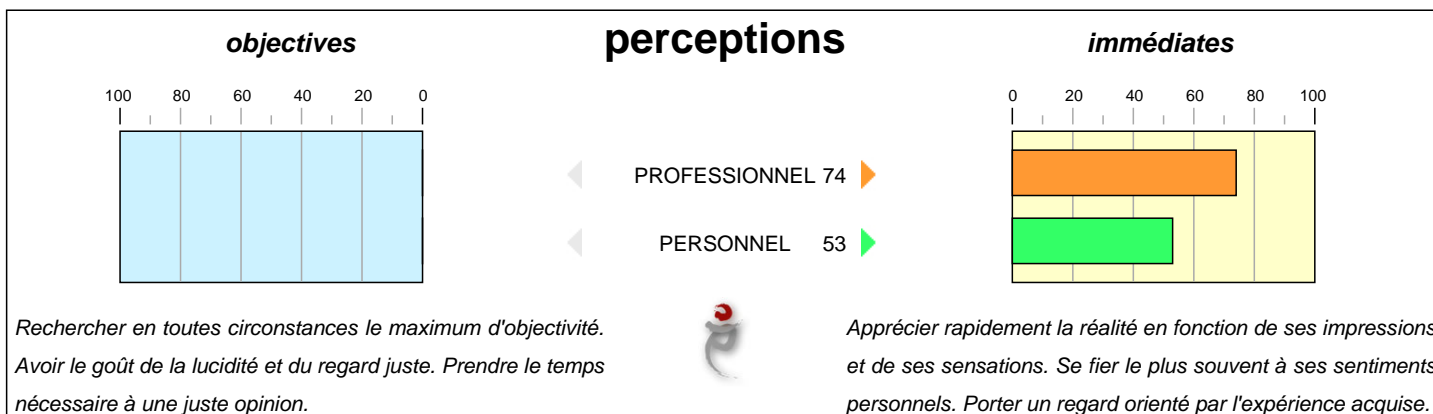 objectives
perceptions
immédiates
100 80 60 40 20 0
0 20 40 60 80 100
PROFESSIONNEL 74
PERSONNEL 53
Rechercher en toutes circonstances le maximum d'objectivité.
Avoir le goût de la lucidité et du regard juste. Prendre le temps
nécessaire à une juste opinion.
Apprécier rapidement la réalité en fonction de ses impressions
et de ses sensations. Se fier le plus souvent à ses sentiments
personnels. Porter un regard orienté par l'expérience acquise.